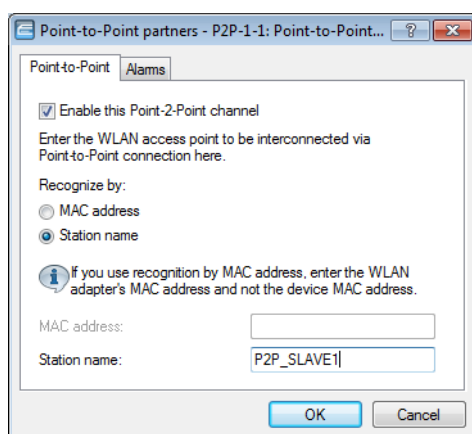 Point-to-Point partners - P2P-1-1: Point-to-Point...
Point-to-Point
Alarms
Enable this Point-2-Point channel
Enter the WLAN access point to be interconnected via
Point-to-Point connection here.
Recognize by:
MAC address
Station name
If you use recognition by MAC address, enter the WLAN
adapter's MAC address and not the device MAC address.
MAC address:
Station name:
P2P_SLAVE1
OK
Cancel